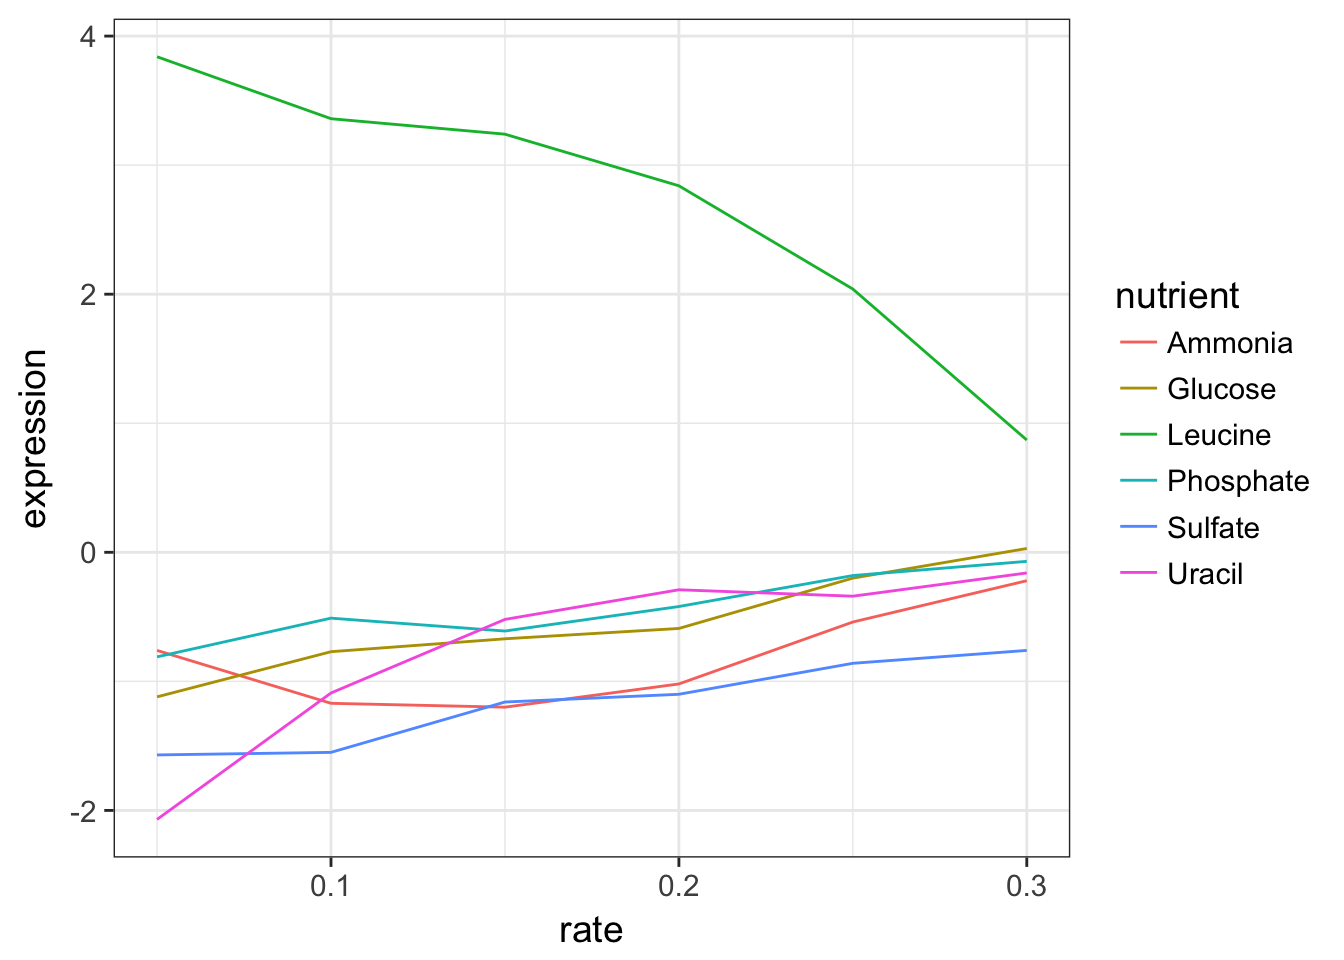 4
2
0
-2
expression
0.1
0.2
0.3
rate
nutrient
Ammonia
Glucose
Leucine
Phosphate
Sulfate
Uracil